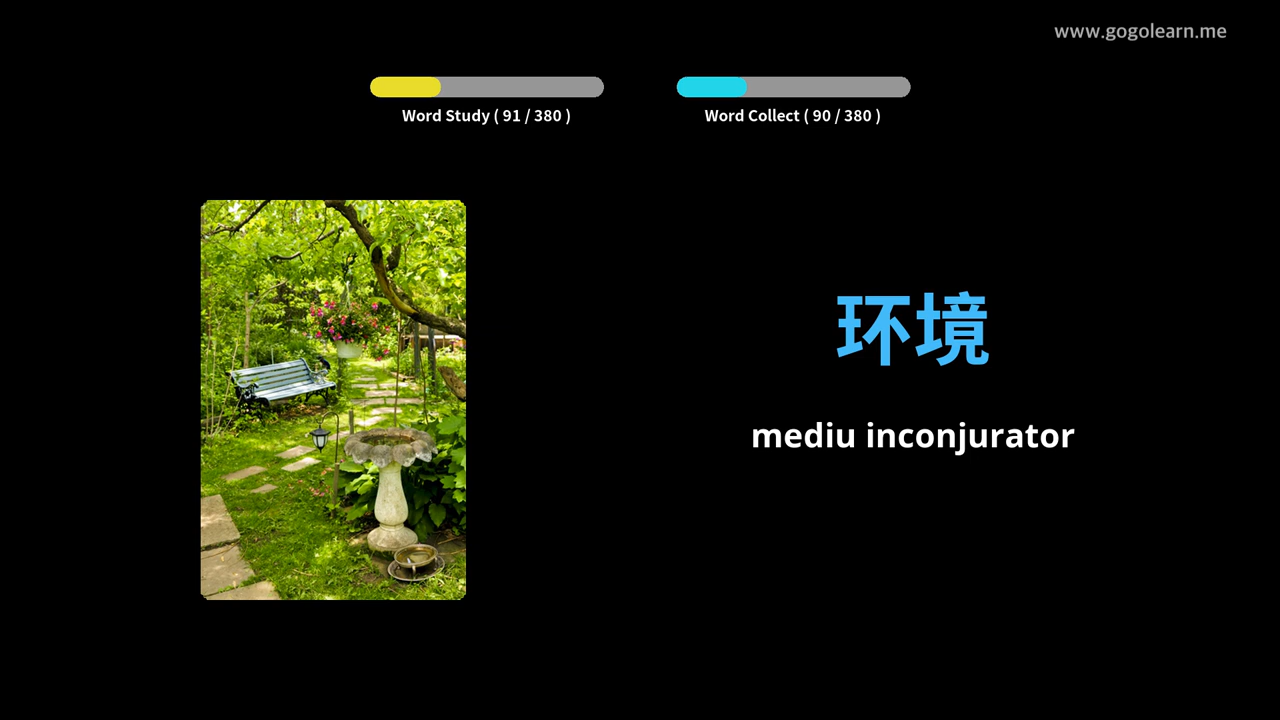 www.gogolearn.me
Word Study ( 91 / 380 )
Word Collect ( 90 / 380 )
环境
mediu inconjurator